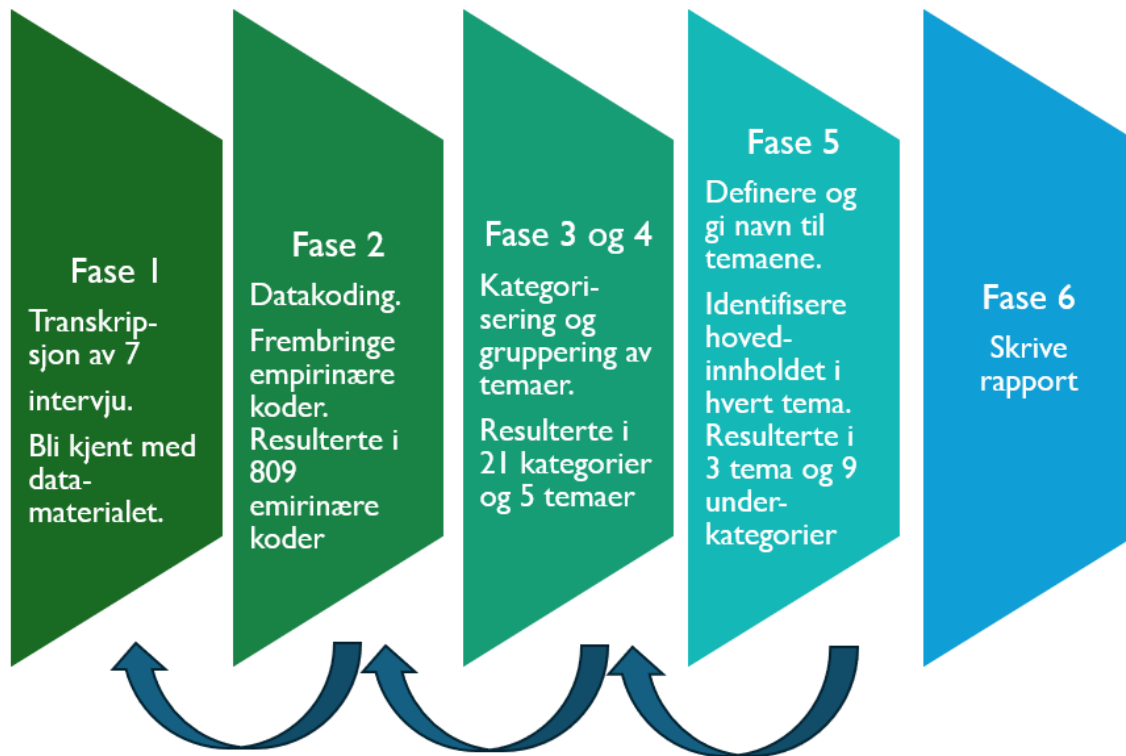 Fase 1
Transkrip-
sjon av 7
intervju.
Bli kjent med
data-
materialet.
Fase 2
Datakoding.
Frembringe
empirinære
koder.
Resulterte i
809
emirinære
koder
Fase 3 og 4
Kategori-
sering og
gruppering av
temaer.
Resulterte i
21 kategorier
og 5 temaer
Fase 5
Definere og
gi navn til
temaene.
Identifisere
hoved-
innholdet i
hvert tema.
Resulterte i
3 tema og 9
under-
kategorier
Fase 6
Skrive
rapport